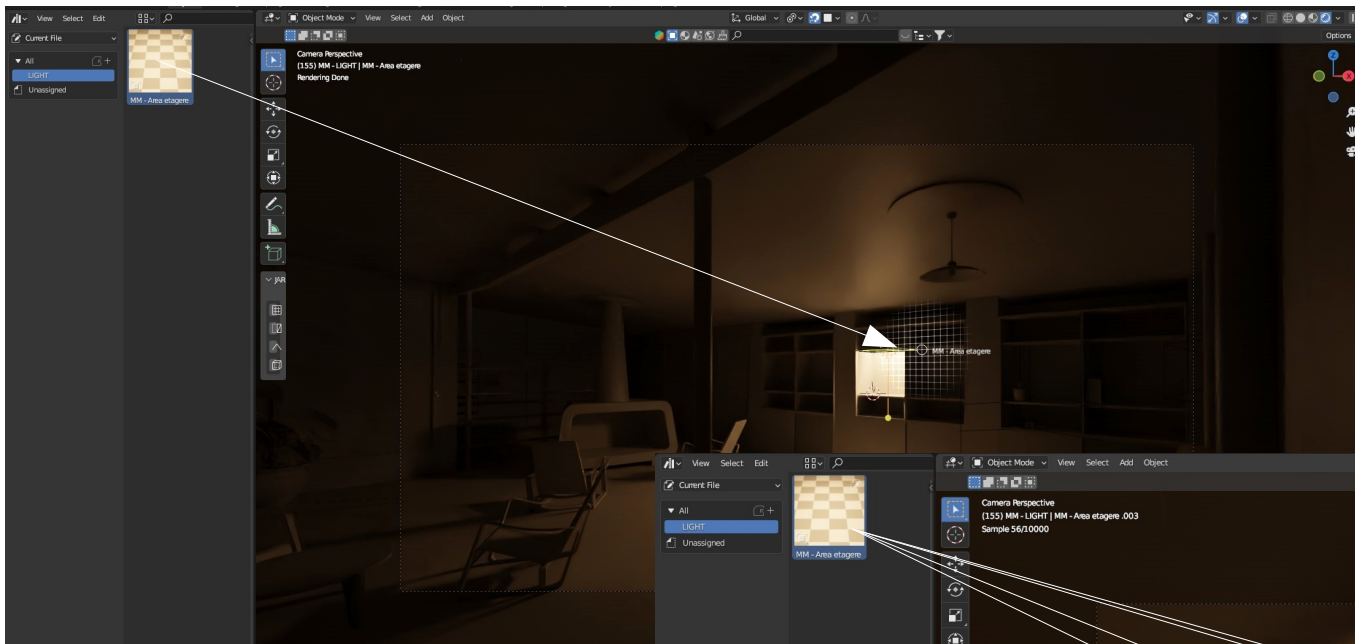 View Select Edit
Object Mode View Select Add Object
Global
Current File
Options
All
LIGHT
Unassigned
MM - Area etagere
Camera Perspective
(155) MM - LIGHT | MM - Area etagere
Rendering Done
Z
X
JAR
MM - Area etagere
View Select Edit
Object Mode View Select Add Object
Current File
All
LIGHT
Unassigned
MM - Area etagere
Camera Perspective
(155) MM - LIGHT | MM - Area etagere .003
Sample 56/10000